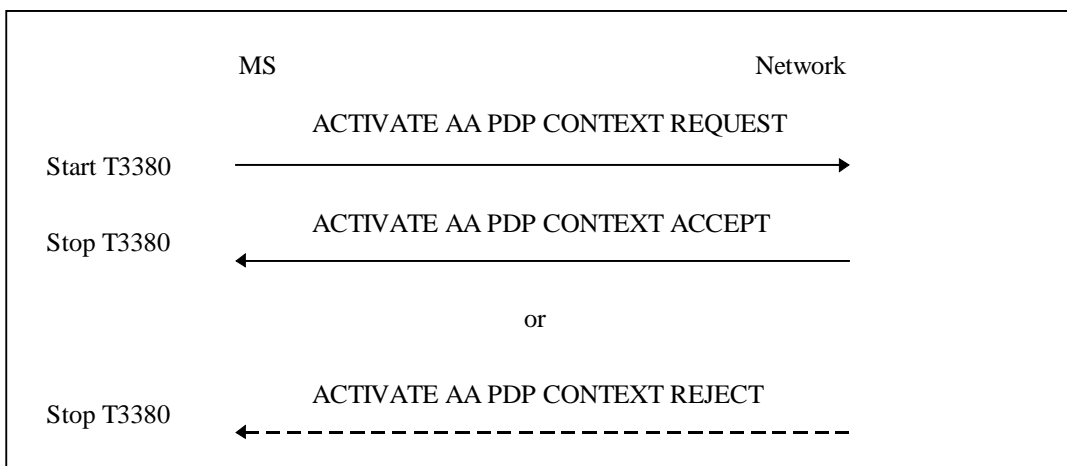 MS Network
ACTIVATE AA PDP CONTEXT REQUEST
Start T3380
ACTIVATE AA PDP CONTEXT ACCEPT
Stop T3380
or
ACTIVATE AA PDP CONTEXT REJECT
Stop T3380